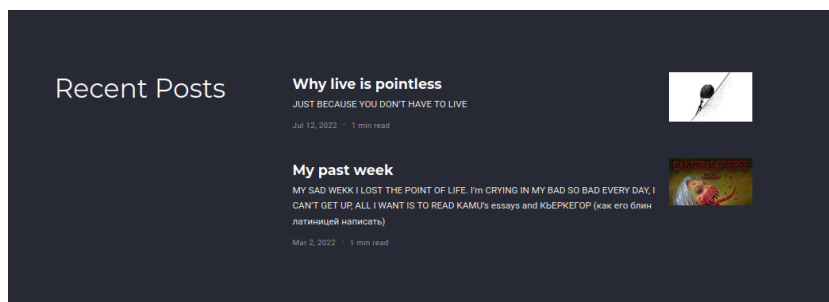 Recent Posts
Why live is pointless
JUST BECAUSE YOU DON'T HAVE TO LIVE
Jul 12, 2022 · 1 min read
My past week
MY SAD WEKK I LOST THE POINT OF LIFE. I'm CRYING IN MY BAD SO BAD EVERY DAY, I
CAN'T GET UP, ALL I WANT IS TO READ KAMU's essays and КЬЕРКЕГОР (как его блин
латиницей написать)
Mar 2, 2022 · 1 min read
CANNIBAL CORPSE